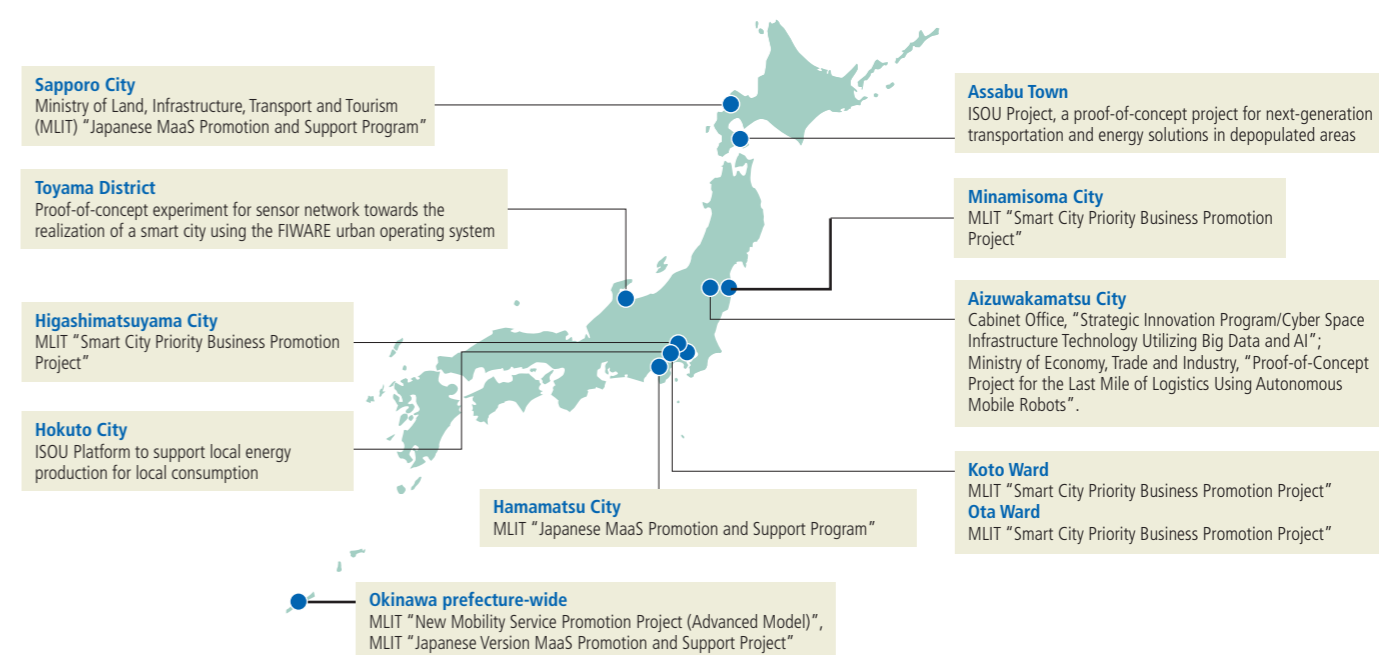 Sapporo City
Ministry of Land, Infrastructure, Transport and Tourism
(MLIT) “Japanese MaaS Promotion and Support Program”
Toyama District
Proof-of-concept experiment for sensor network towards the
realization of a smart city using the FIWARE urban operating system
Higashimatsuyama City
MLIT “Smart City Priority Business Promotion
Project”
Hokuto City
ISOU Platform to support local energy
production for local consumption
Assabu Town
ISOU Project, a proof-of-concept project for next-generation
transportation and energy solutions in depopulated areas
Minamisoma City
MLIT “Smart City Priority Business Promotion
Project”
Aizuwakamatsu City
Cabinet Office, “Strategic Innovation Program/Cyber Space
Infrastructure Technology Utilizing Big Data and AI”;
Ministry of Economy, Trade and Industry, “Proof-of-Concept
Project for the Last Mile of Logistics Using Autonomous
Mobile Robots”.
Koto Ward
MLIT “Smart City Priority Business Promotion Project”
Ota Ward
MLIT “Smart City Priority Business Promotion Project”
Hamamatsu City
MLIT “Japanese MaaS Promotion and Support Program”
Okinawa prefecture-wide
MLIT “New Mobility Service Promotion Project (Advanced Model)”,
MLIT “Japanese Version MaaS Promotion and Support Project”